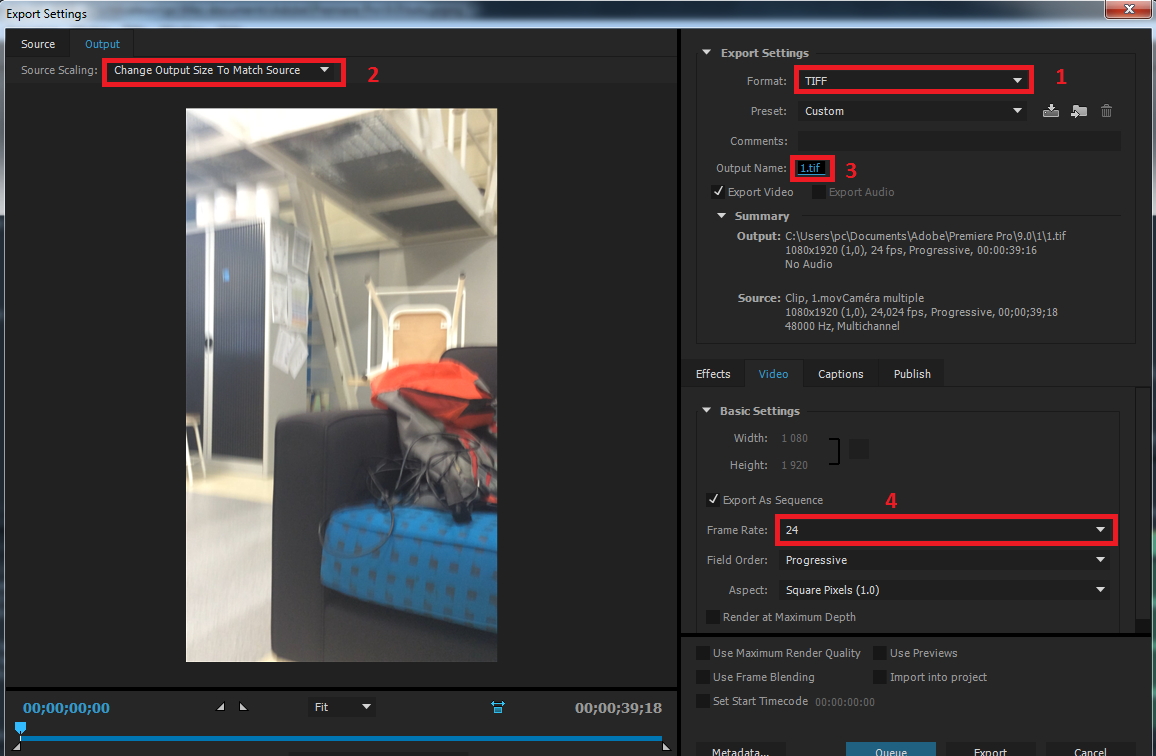 Export Settings
Source Output
Source Scaling: Change Output Size To Match Source 2
00;00;00;00 Fit 00;00;39;18
Export Settings
Format: TIFF 1
Preset: Custom
Comments:
Output Name: 1.tif 3
Export Video Export Audio
Summary
Output: C:\Users\pc\Documents\Adobe\Premiere Pro\9.0\1\1.tif
1080x1920 (1,0), 24 fps, Progressive, 00:00:39:16
No Audio
Source: Clip, 1.movCaméra multiple
1080x1920 (1,0), 24,024 fps, Progressive, 00;00;39;18
48000 Hz, Multichannel
Effects Video Captions Publish
Basic Settings
Width: 1 080
Height: 1 920
Export As Sequence 4
Frame Rate: 24
Field Order: Progressive
Aspect: Square Pixels (1.0)
Render at Maximum Depth
Use Maximum Render Quality Use Previews
Use Frame Blending Import into project
Set Start Timecode 00:00:00:00
Metadata... Queue Export Cancel